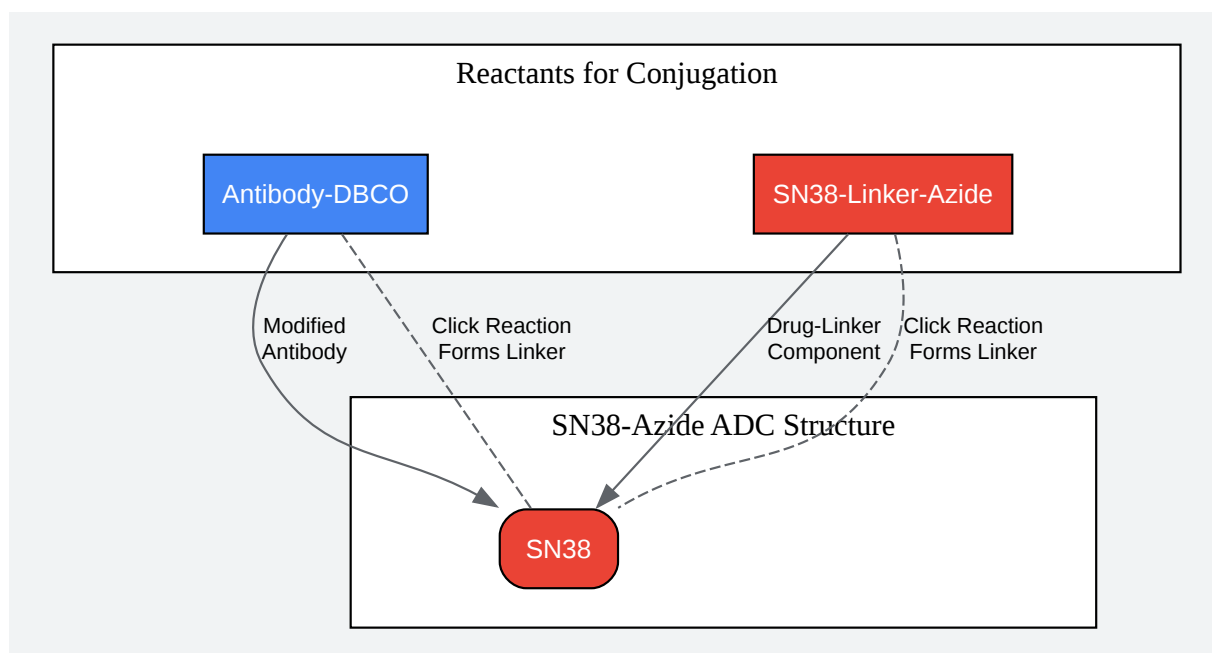 Reactants for Conjugation
Antibody-DBCO
SN38-Linker-Azide
Modified
Antibody
Click Reaction
Forms Linker
Drug-Linker
Component
Click Reaction
Forms Linker
SN38-Azide ADC Structure
SN38